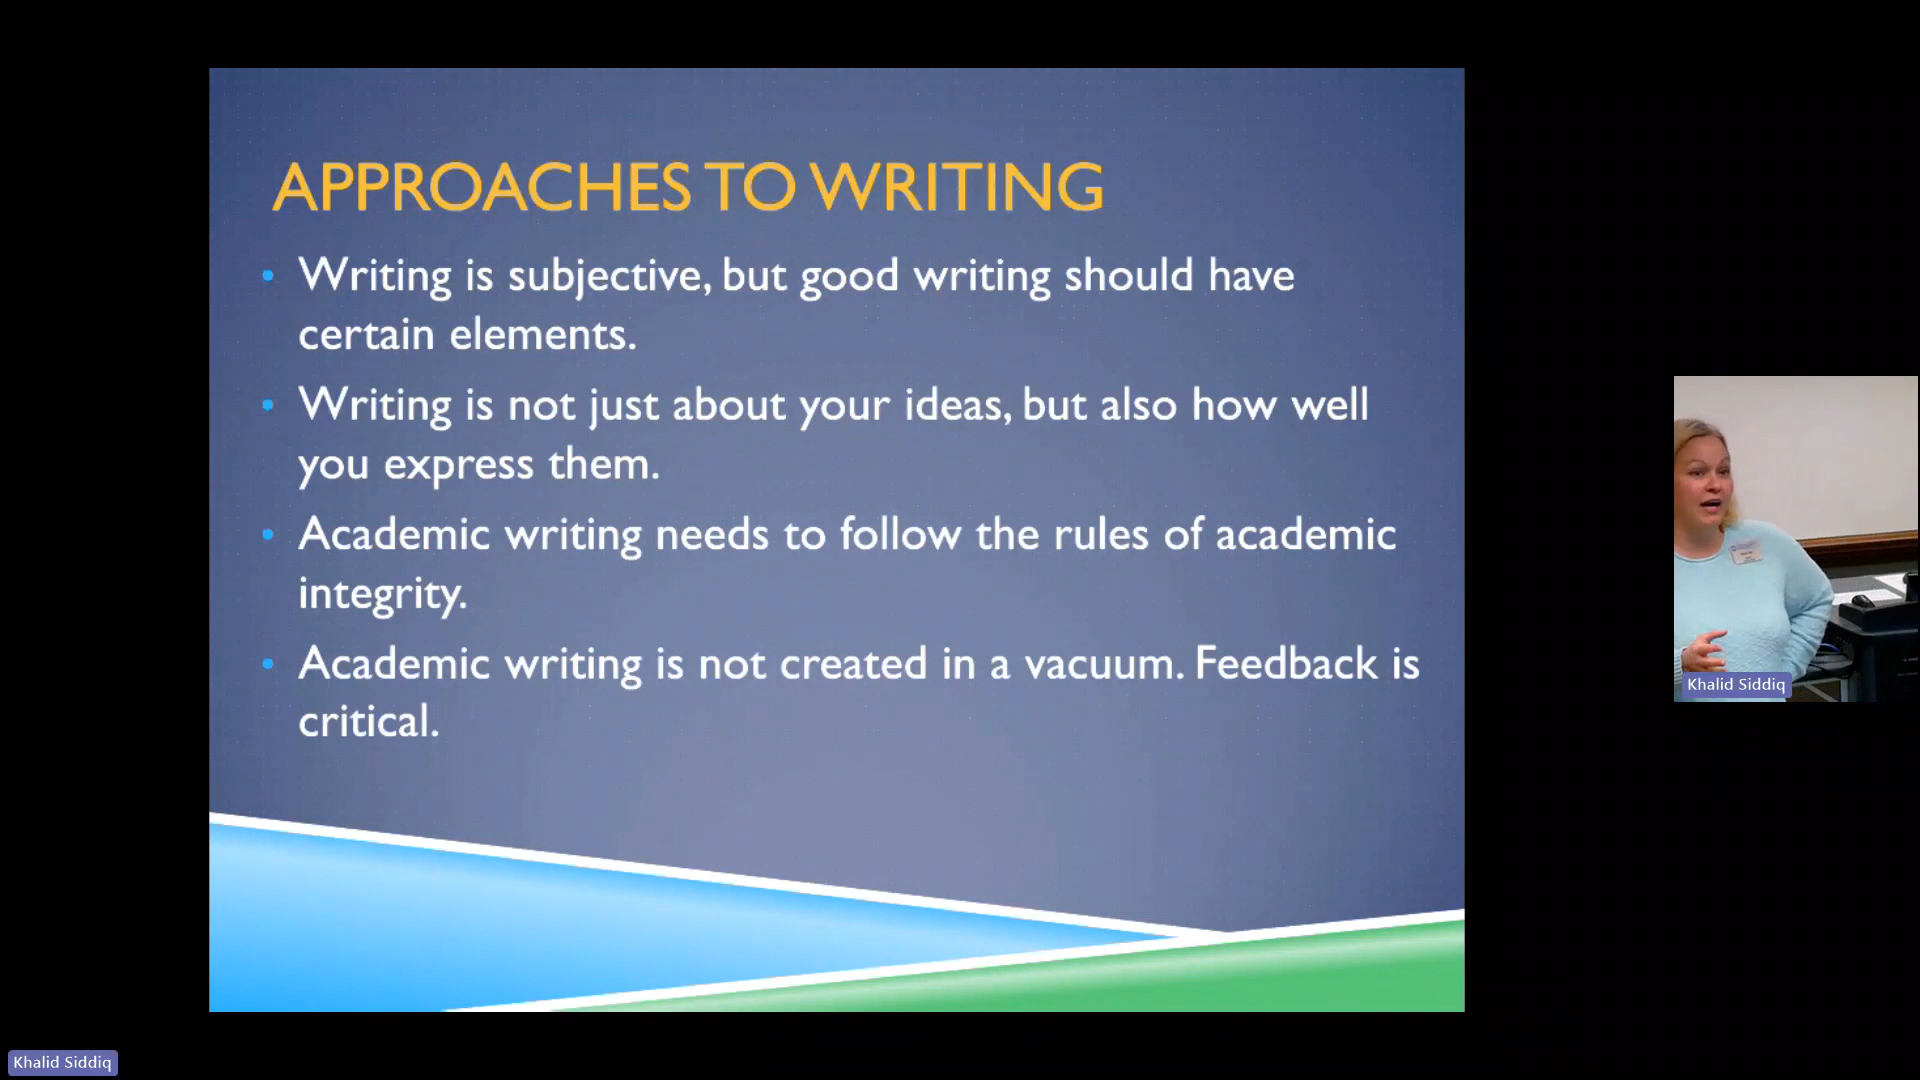 APPROACHES TO WRITING
• Writing is subjective, but good writing should have
certain elements.
• Writing is not just about your ideas, but also how well
you express them.
• Academic writing needs to follow the rules of academic
integrity.
• Academic writing is not created in a vacuum. Feedback is
critical.
Khalid Siddiq
Khalid Siddiq